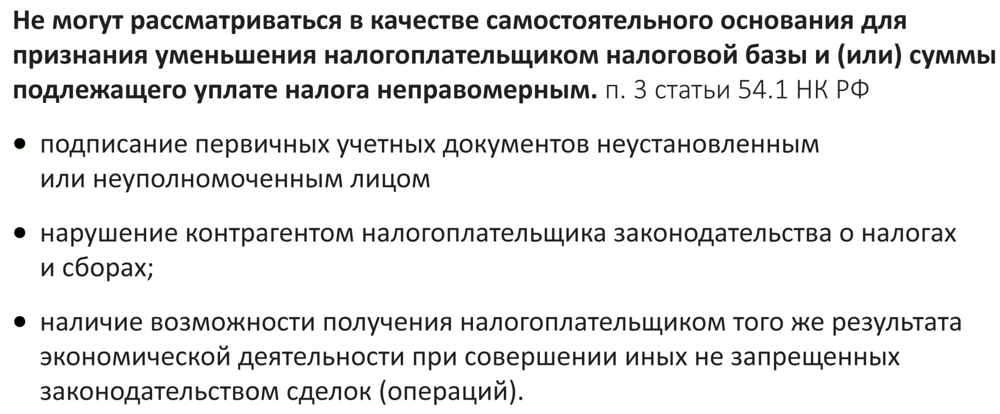 Не могут рассматриваться в качестве самостоятельного основания для
признания уменьшения налогоплательщиком налоговой базы и (или) суммы
подлежащего уплате налога неправомерным. п. 3 статьи 54.1 НК РФ
• подписание первичных учетных документов неустановленным
или неуполномоченным лицом
• нарушение контрагентом налогоплательщика законодательства о налогах
и сборах;
• наличие возможности получения налогоплательщиком того же результата
экономической деятельности при совершении иных не запрещенных
законодательством сделок (операций).